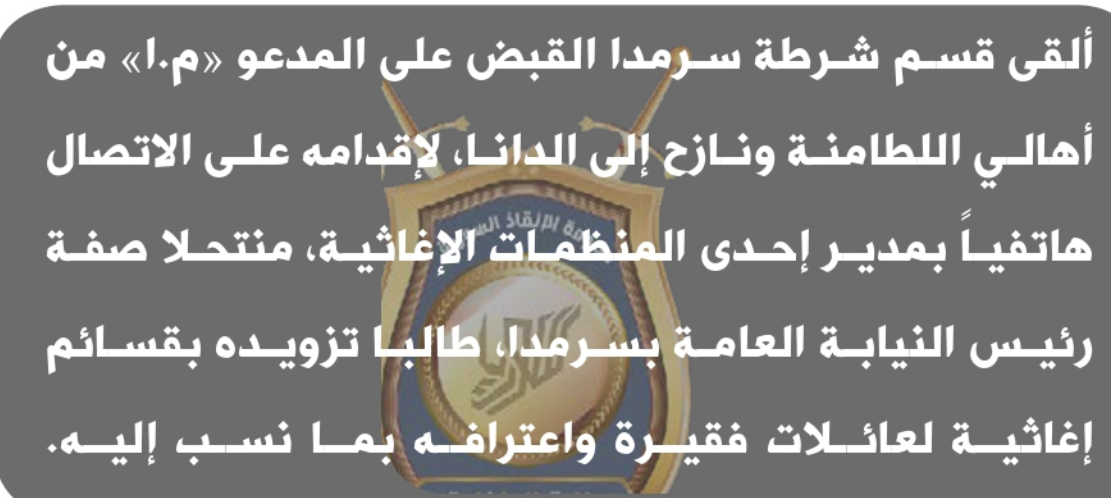 ألقى قسم شرطة سرمدا القبض على المدعو «م.ا» من
أهالي اللطامنة ونازح إلى الدانا، لإقدامه على الاتصال
هاتفياً بمدير إحدى المنظمات الإغاثية، منتحلا صفة
رئيس النيابة العامة بسرمدا، طالبا تزويده بقسائم
إغاثية لعائلات فقيرة واعترافه بما نسب إليه.